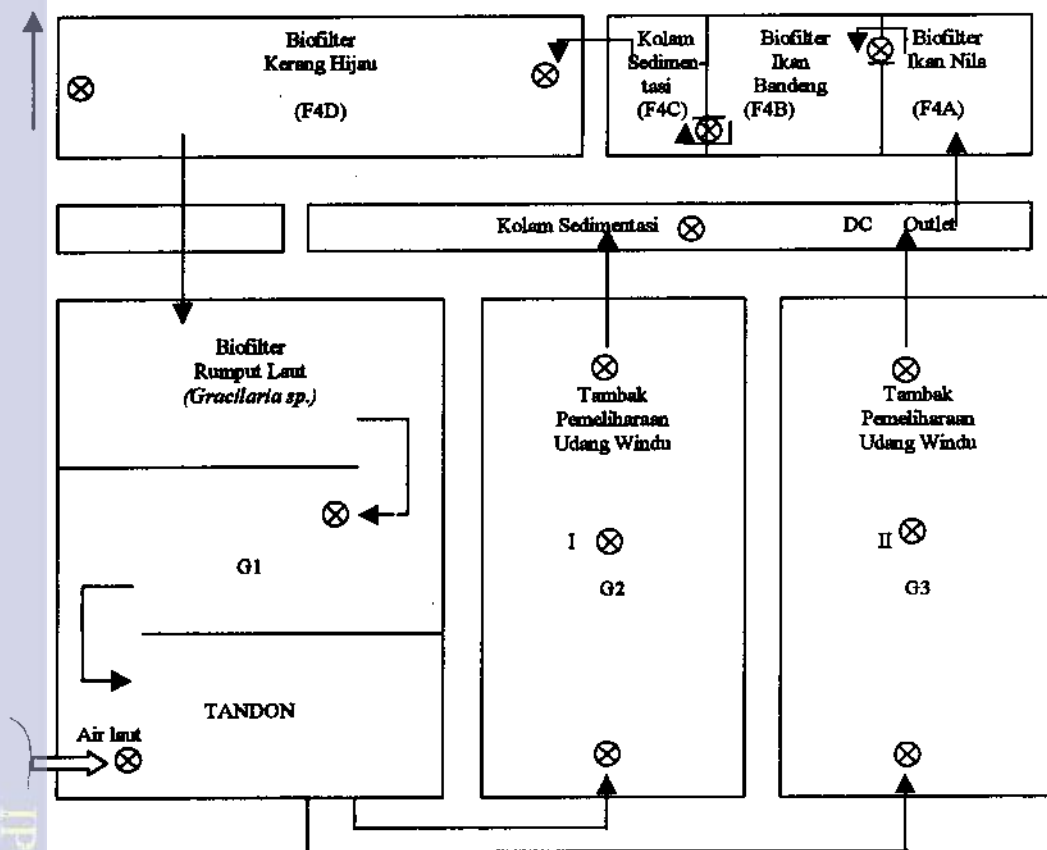 Biofilter
Kerang Hijau
(F4D)
Kolam
Sedimen-
tasi
(F4C)
Biofilter
Ikan
Bandeng
(F4B)
Biofilter
Ikan Nila
(F4A)
Kolam Sedimentasi
DC Outlet
Biofilter
Rumput Laut
(Gracilaria sp.)
G1
TANDON
Air laut
Tambak
Pemeliharaan
Udang Windu
I
G2
Tambak
Pemeliharaan
Udang Windu
II
G3